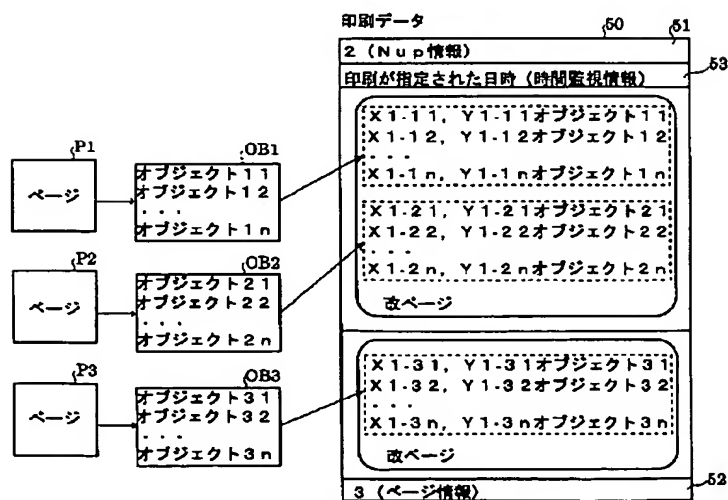 印刷データ
50
51
2 (Nup情報)
53
印刷が指定された日時 (時間監視情報)
P1
ページ
OB1
オブジェクト11
オブジェクト12
...
オブジェクト1n
X1-11, Y1-11オブジェクト11
X1-12, Y1-12オブジェクト12
...
X1-1n, Y1-1nオブジェクト1n
P2
ページ
OB2
オブジェクト21
オブジェクト22
...
オブジェクト2n
X1-21, Y1-21オブジェクト21
X1-22, Y1-22オブジェクト22
...
X1-2n, Y1-2nオブジェクト2n
改ページ
P3
ページ
OB3
オブジェクト31
オブジェクト32
...
オブジェクト3n
X1-31, Y1-31オブジェクト31
X1-32, Y1-32オブジェクト32
...
X1-3n, Y1-3nオブジェクト3n
改ページ
52
3 (ページ情報)